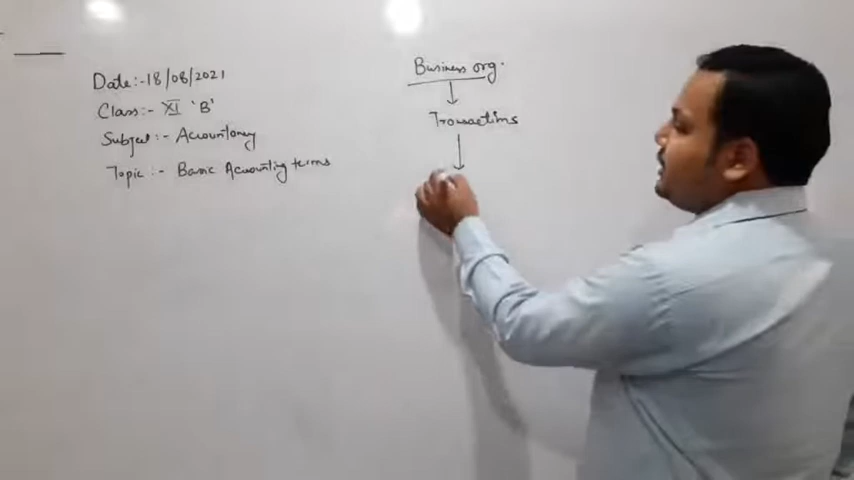 Date:-18/08/2021
Class:- XI 'B'
Subject:- Accountancy
Topic:- Basic Accounting terms
Business org.
Transactions